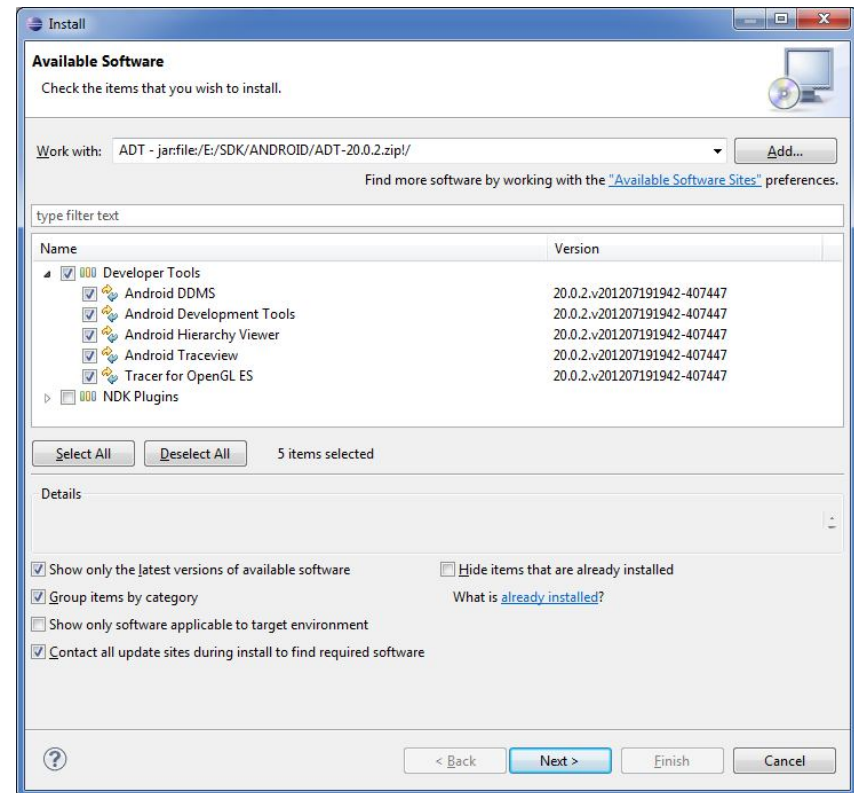 Install
Available Software
Check the items that you wish to install.
Work with: ADT - jar:file:/E:/SDK/ANDROID/ADT-20.0.2.zip!/ Add...
Find more software by working with the "Available Software Sites" preferences.
type filter text
Name Version
Developer Tools
Android DDMS 20.0.2.v201207191942-407447
Android Development Tools 20.0.2.v201207191942-407447
Android Hierarchy Viewer 20.0.2.v201207191942-407447
Android Traceview 20.0.2.v201207191942-407447
Tracer for OpenGL ES 20.0.2.v201207191942-407447
NDK Plugins
Select All Deselect All 5 items selected
Details
Show only the latest versions of available software Hide items that are already installed
Group items by category What is already installed?
Show only software applicable to target environment
Contact all update sites during install to find required software
? < Back Next > Finish Cancel